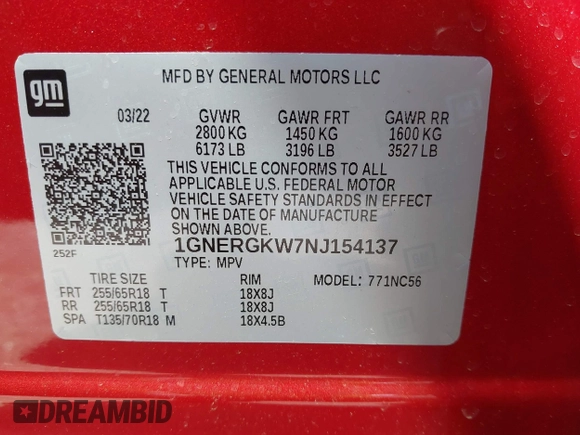 gm
MFD BY GENERAL MOTORS LLC
03/22 GVWR GAWR FRT GAWR RR
2800 KG 1450 KG 1600 KG
6173 LB 3196 LB 3527 LB
THIS VEHICLE CONFORMS TO ALL
APPLICABLE U.S. FEDERAL MOTOR
VEHICLE SAFETY STANDARDS IN EFFECT
ON THE DATE OF MANUFACTURE
SHOWN ABOVE.
252F 1GNERGKW7NJ154137
TYPE: MPV
TIRE SIZE RIM MODEL: 771NC56
FRT 255/65R18 T 18X8J
RR 255/65R18 T 18X8J
SPA T135/70R18 M 18X4.5B
DREAMBID